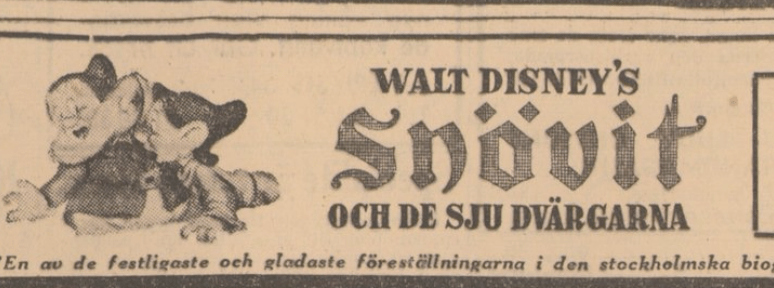 WALT DISNEY'S
Snövit
OCH DE SJU DVÄRGARNA
"En av de festligaste och gladaste föreställningarna i den stockholmska